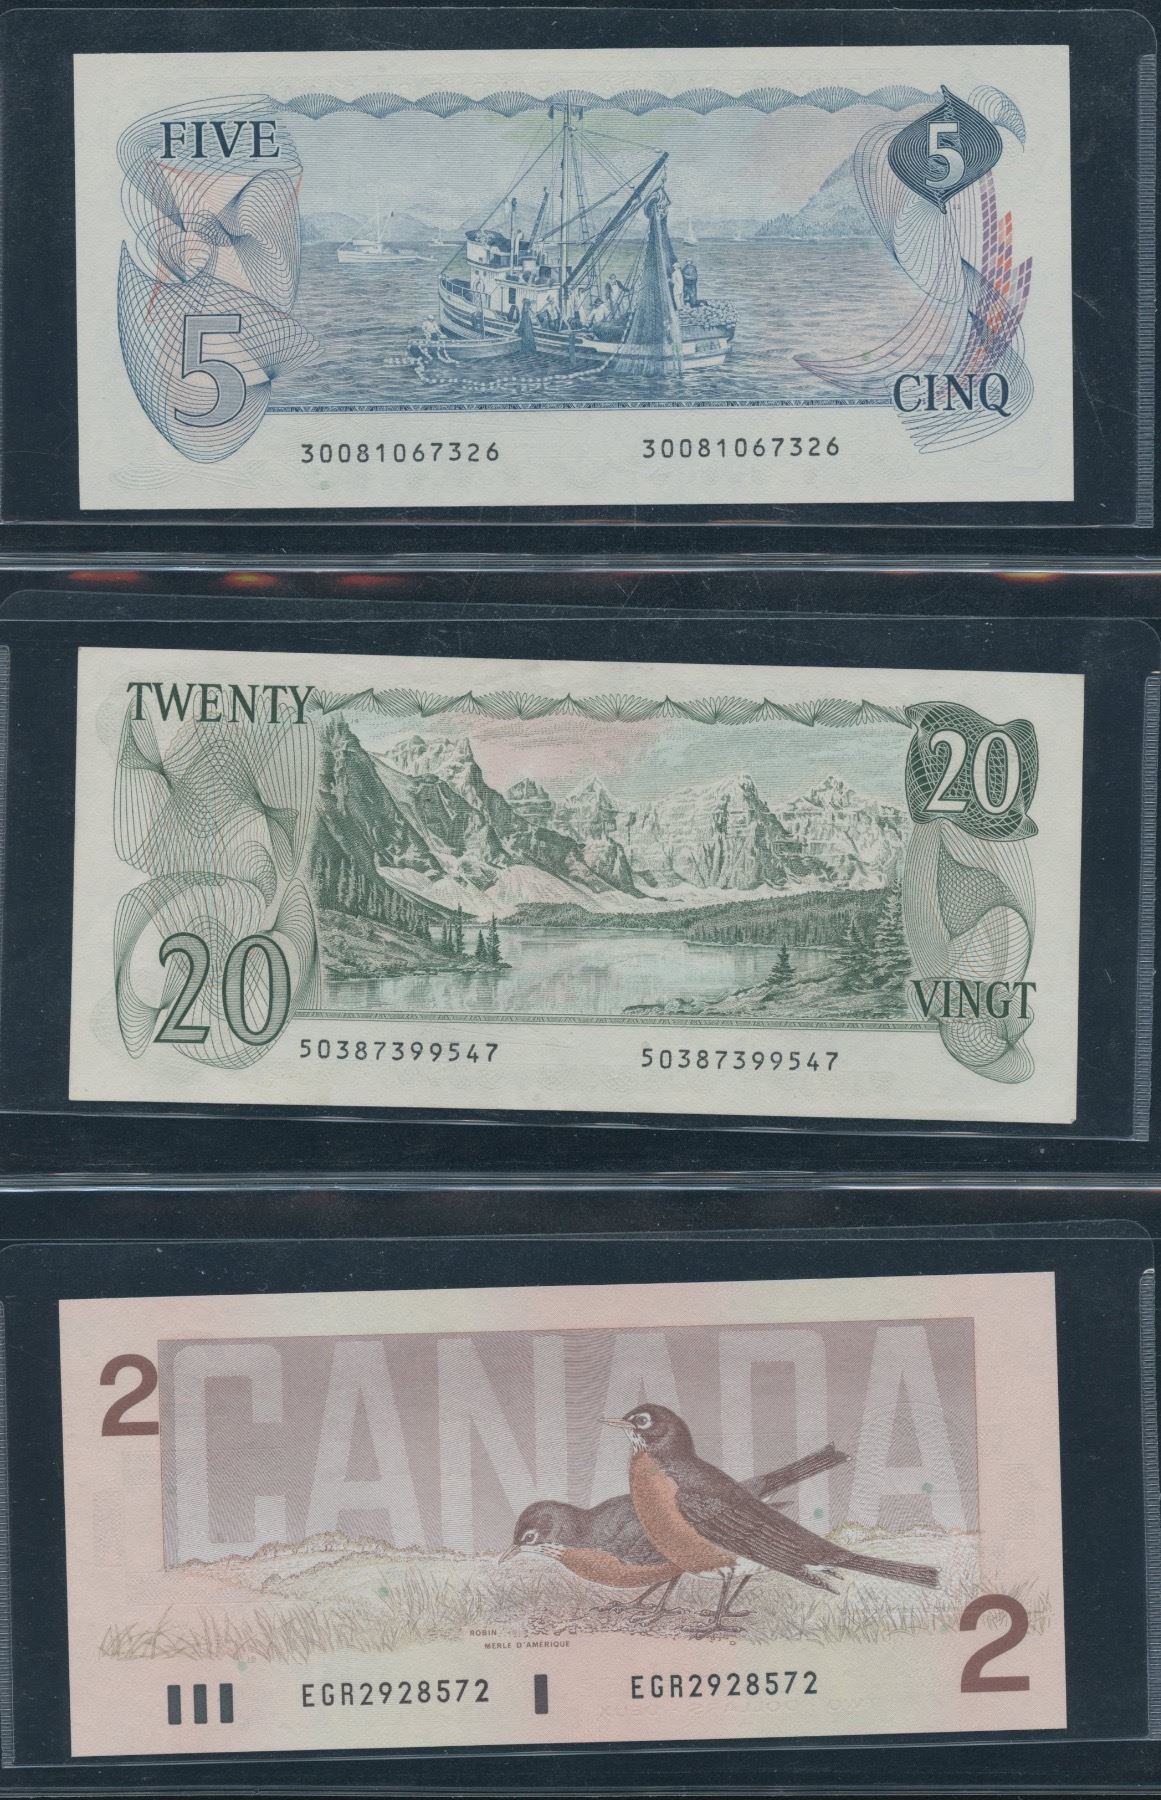 FIVE
5
5
CINQ
30081067326 30081067326
TWENTY
20
20
VINGT
50387399547 50387399547
2
CANADA
ROBIN
MERLE D'AMÉRIQUE
2
EGR2928572 EGR2928572